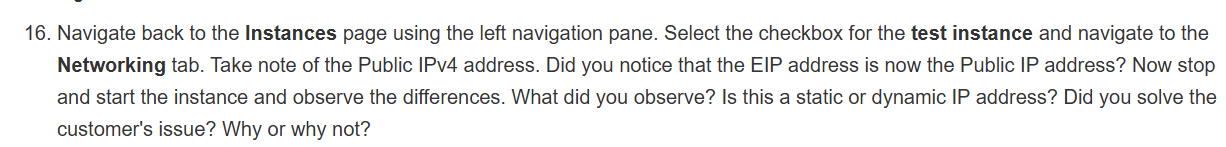 16. Navigate back to the Instances page using the left navigation pane. Select the checkbox for the test instance and navigate to the
Networking tab. Take note of the Public IPv4 address. Did you notice that the EIP address is now the Public IP address? Now stop
and start the instance and observe the differences. What did you observe? Is this a static or dynamic IP address? Did you solve the
customer's issue? Why or why not?